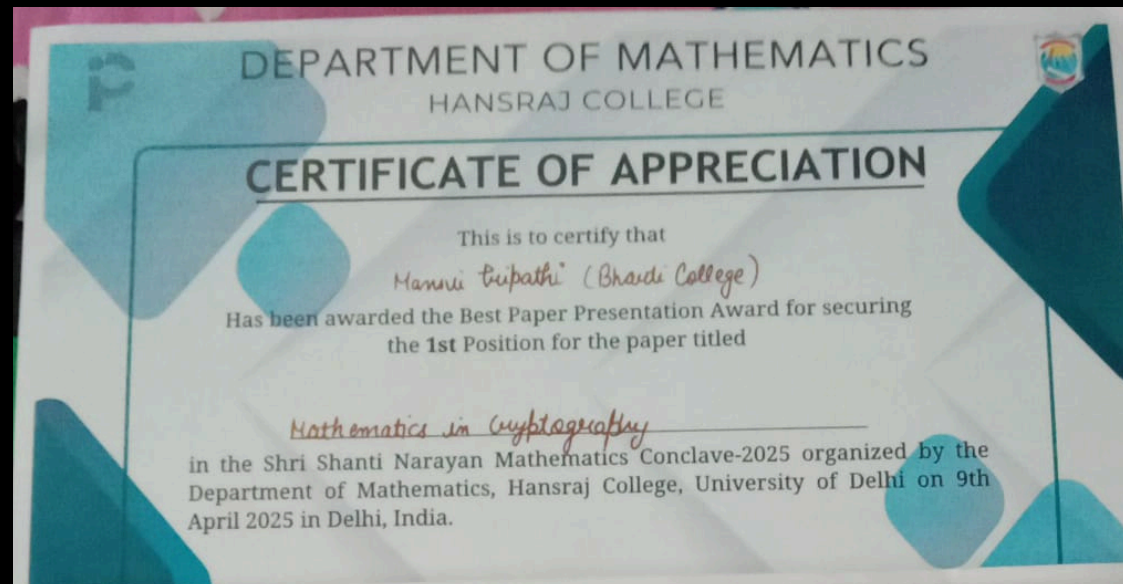 DEPARTMENT OF MATHEMATICS
HANSRAJ COLLEGE
CERTIFICATE OF APPRECIATION
This is to certify that
Tripathi (College)
Has been awarded the Best Paper Presentation Award for securing
the 1st Position for the paper titled
Mathematics in Cryptography
in the Shri Shanti Narayan Mathematics Conclave-2025 organized by the
Department of Mathematics, Hansraj College, University of Delhi on 9th
April 2025 in Delhi, India.